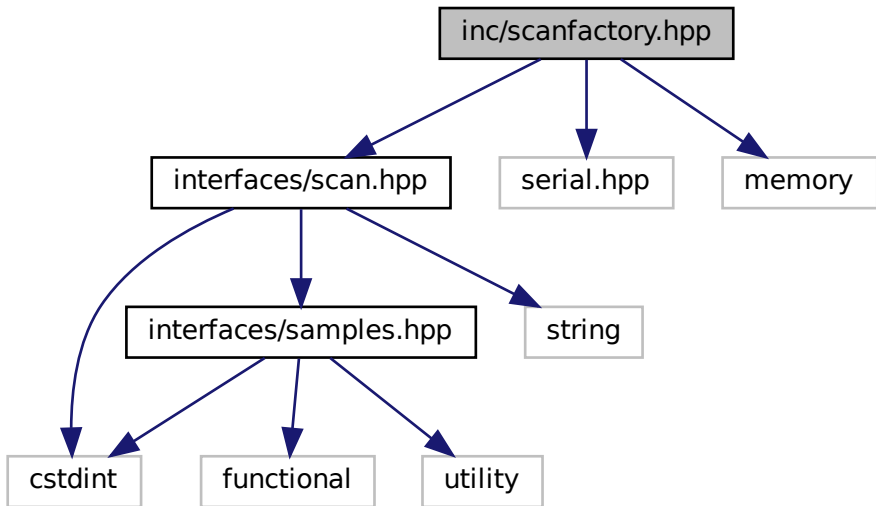 inc/scanfactory.hpp
interfaces/scan.hpp
serial.hpp
memory
interfaces/samples.hpp
string
cstdint
functional
utility